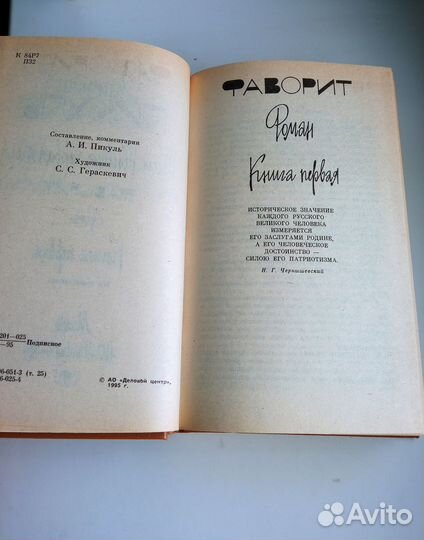 К 84Р7
П32
Составление, комментарии
А. И. Пикуль
Художник
С. С. Гераскевич
201—025
—95 Подписное
6-051-3 (т. 25)
6-025-4
© АО «Деловой центр»,
1995 г.
ФАВОРИТ
Роман
Книга первая
ИСТОРИЧЕСКОЕ ЗНАЧЕНИЕ
КАЖДОГО РУССКОГО
ВЕЛИКОГО ЧЕЛОВЕКА
ИЗМЕРЯЕТСЯ
ЕГО ЗАСЛУГАМИ РОДИНЕ,
А ЕГО ЧЕЛОВЕЧЕСКОЕ
ДОСТОИНСТВО —
СИЛОЮ ЕГО ПАТРИОТИЗМА.
Н. Г. Чернышевский
Avito